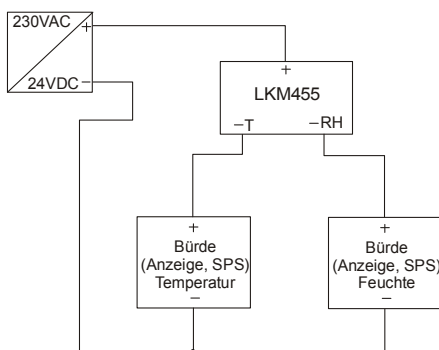 230VAC
+
24VDC
−
+
LKM455
−T
−RH
+
Bürde
(Anzeige, SPS)
Temperatur
−
+
Bürde
(Anzeige, SPS)
Feuchte
−